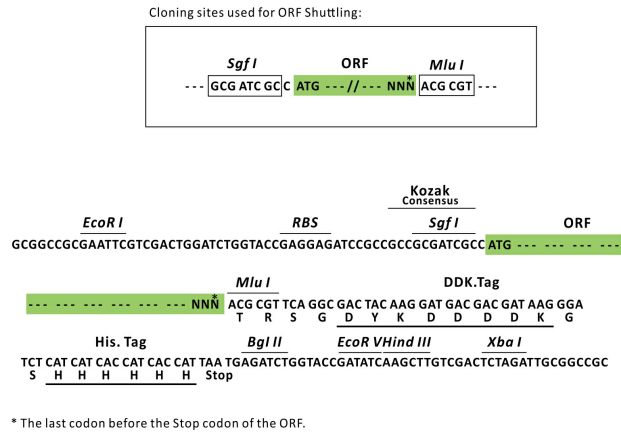 Cloning sites used for ORF Shuttling:
Sgf I ORF Mlu I
*
--- GCG ATC GC C ATG ---//--- NNN ACG CGT ---
Kozak
Consensus
EcoR I RBS Sgf I ORF
GCGGCCGCGAATTCGTCGACTGGATCTGGTACCGAGGAGATCCGCCGCCGCGATCGCC ATG --- --- --- ---
Mlu I DDK.Tag
*
--- --- --- --- --- --- --- NNN ACG CGT TCA GGC GACTAC AAG GAT GAC GAC GAT AAG GGA
T R S G D Y K D D D D K G
His. Tag Bgl II EcoR V Hind III Xba I
TCT CAT CAT CAC CAT CAC CAT TAA TGAGATCTGGTACCGATATCAAGCTTGTCGACTCTAGATTGCGGCCGC
S H H H H H H Stop
* The last codon before the Stop codon of the ORF.